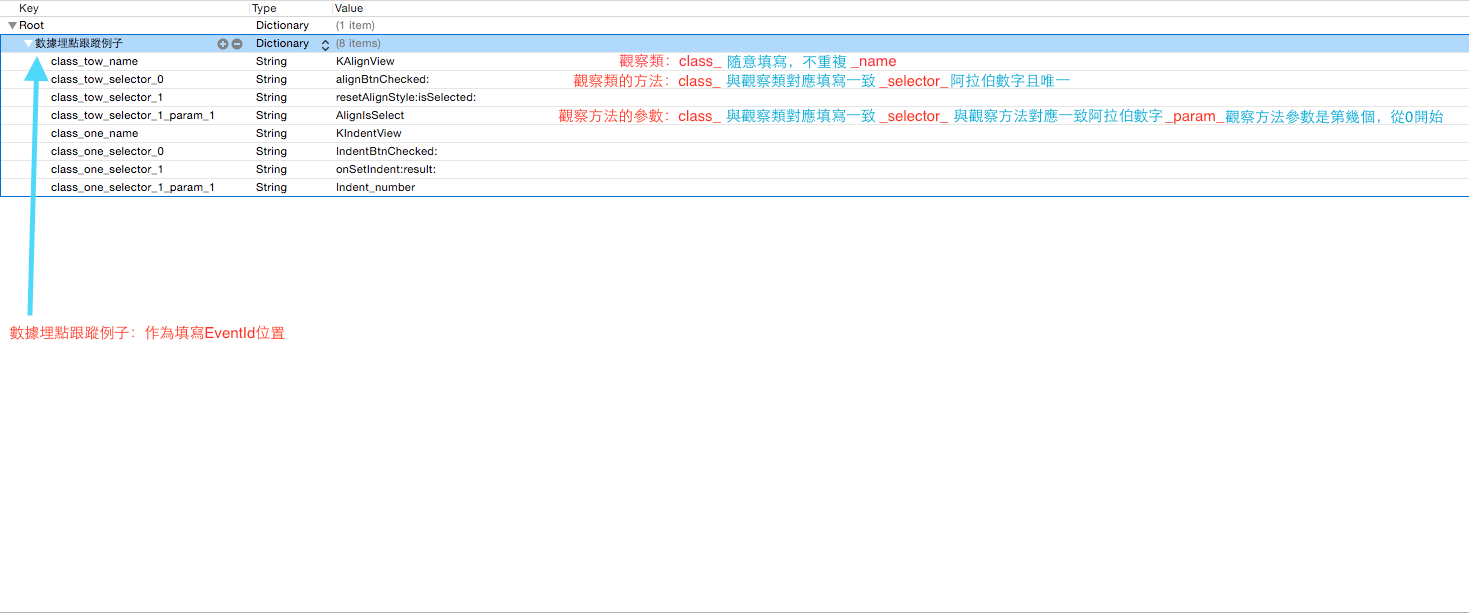 Key Type Value
Root Dictionary (1 item)
數據埋點跟蹤例子 Dictionary (8 items)
class_tow_name String KAlignView 觀察類：class_ 隨意填寫，不重複 _name
class_tow_selector_0 String alignBtnChecked: 觀察類的方法：class_ 與觀察類對應填寫一致 _selector_ 阿拉伯數字且唯一
class_tow_selector_1 String resetAlignStyle:isSelected:
class_tow_selector_1_param_1 String AlignIsSelect 觀察方法的參數：class_ 與觀察類對應填寫一致 _selector_ 與觀察方法對應一致阿拉伯數字 _param_ 觀察方法參數是第幾個，從0開始
class_one_name String KIndentView
class_one_selector_0 String IndentBtnChecked:
class_one_selector_1 String onSetIndent:result:
class_one_selector_1_param_1 String Indent_number
數據埋點跟蹤例子：作為填寫EventId位置